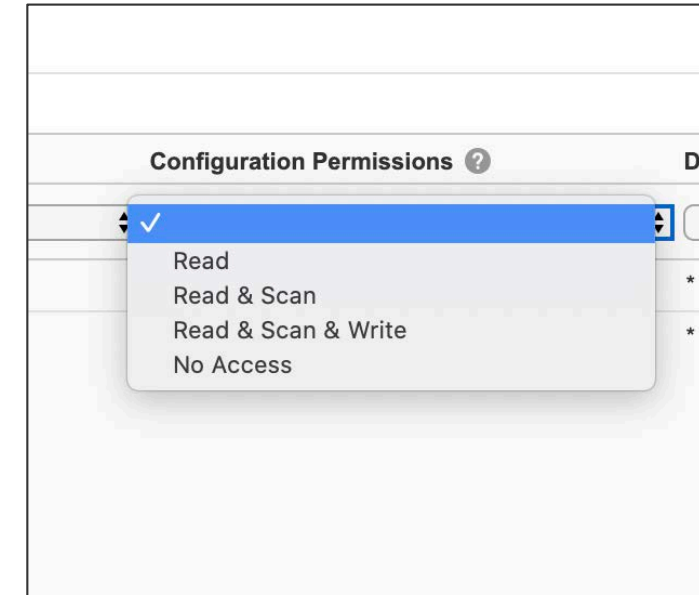 Configuration Permissions ? D
✓
Read
Read & Scan *
Read & Scan & Write *
No Access